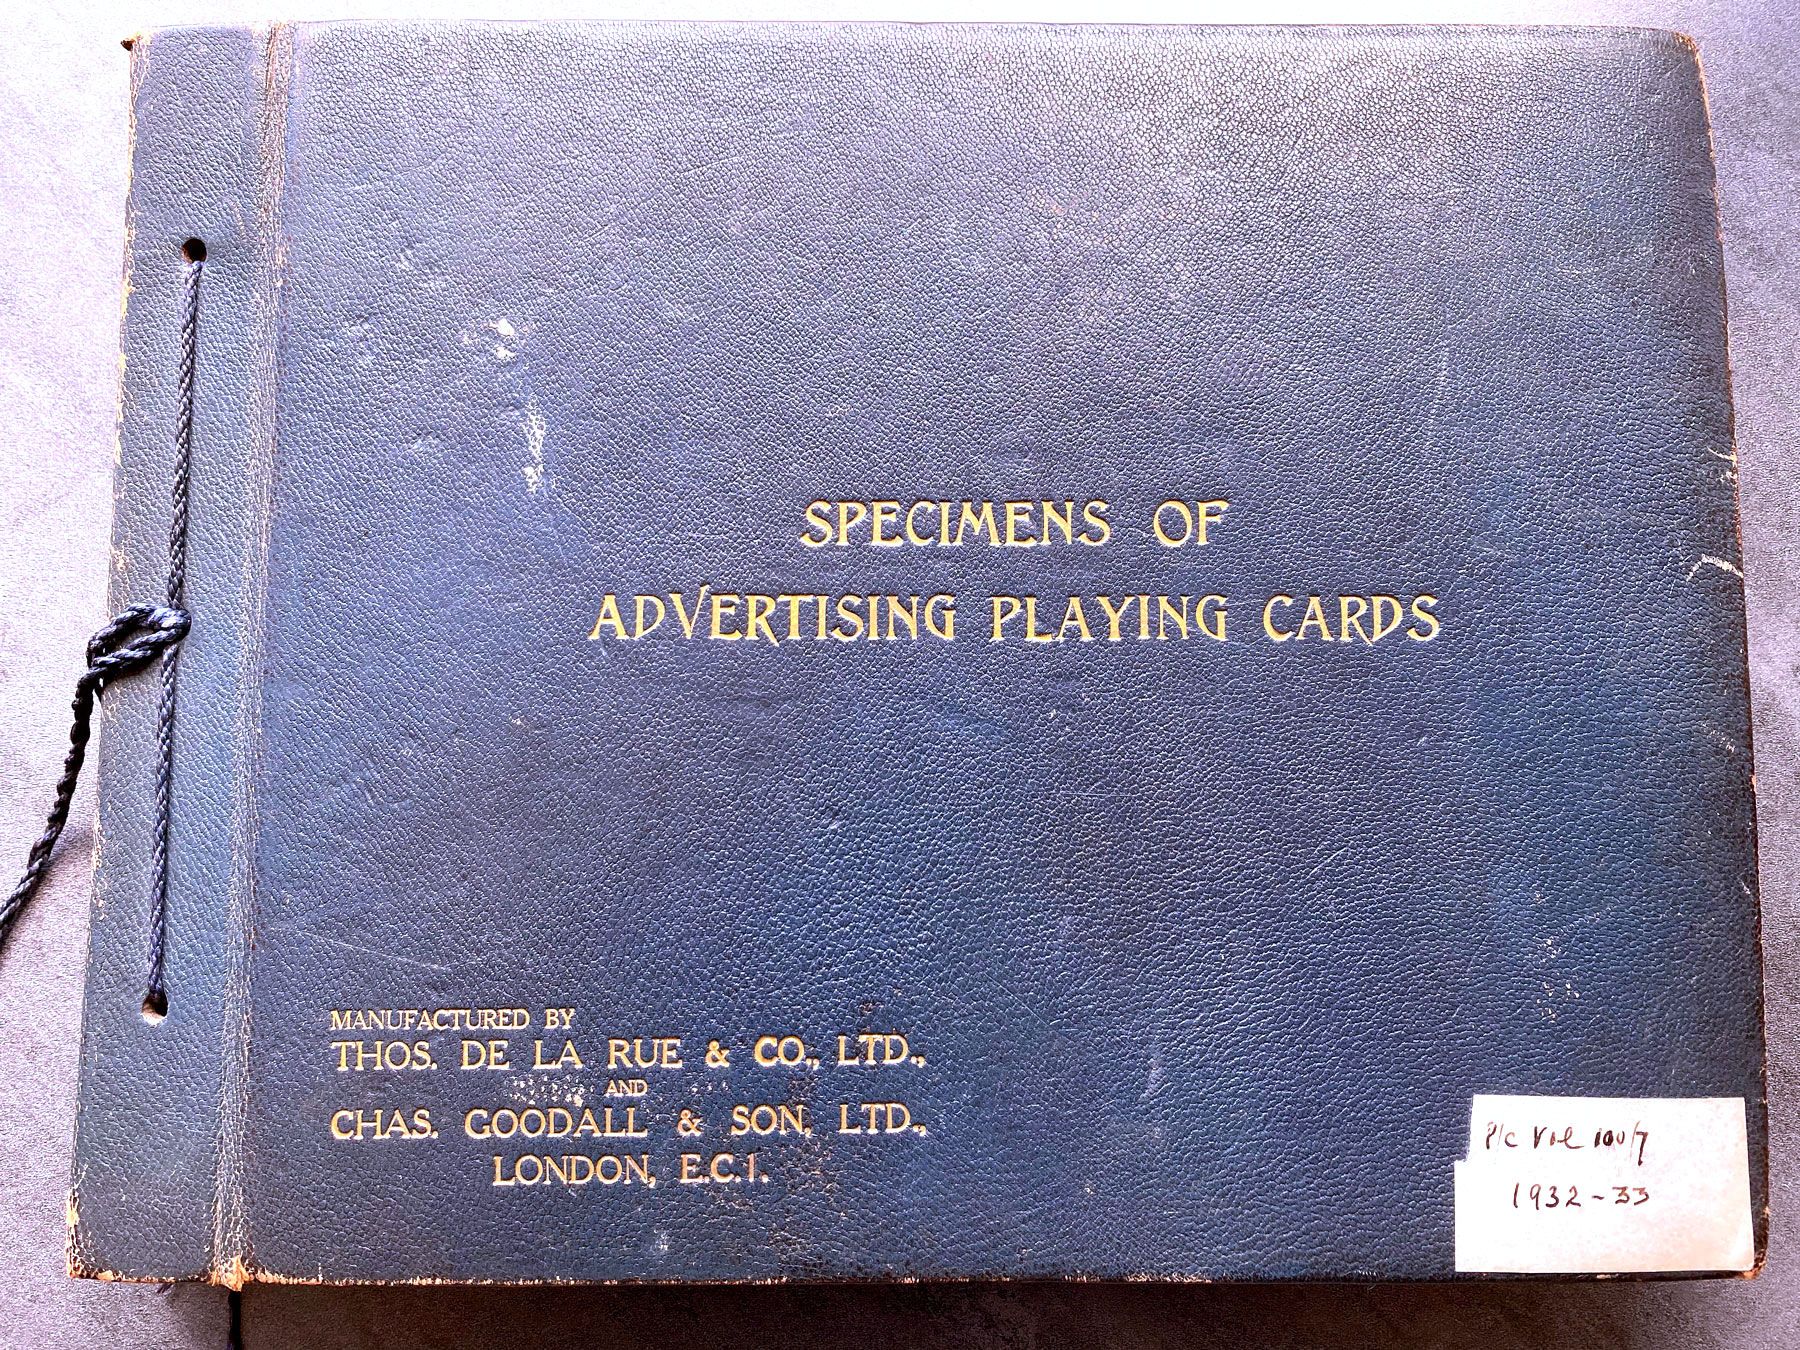 SPECIMENS OF
ADVERTISING PLAYING CARDS
MANUFACTURED BY
THOS. DE LA RUE & CO., LTD.,
AND
CHAS. GOODALL & SON, LTD.,
LONDON, E.C.1.
P/c Vol 100/7
1932-33